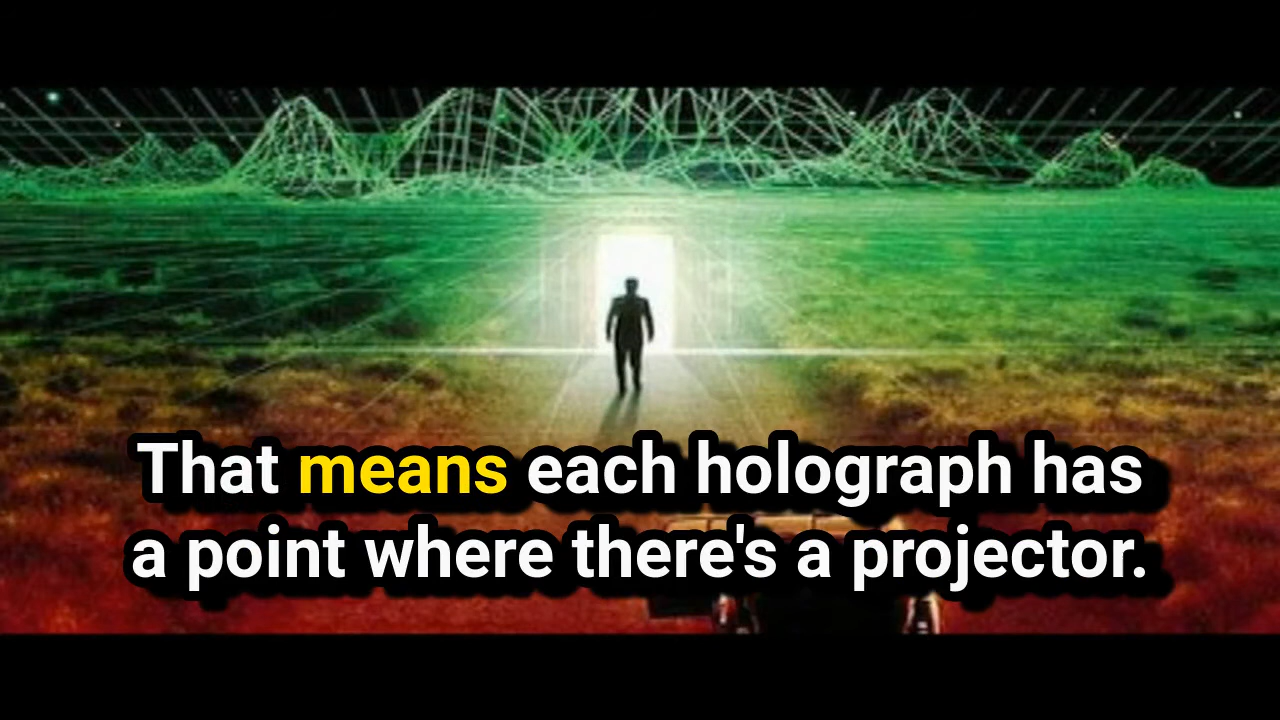 That means each holograph has
a point where there's a projector.